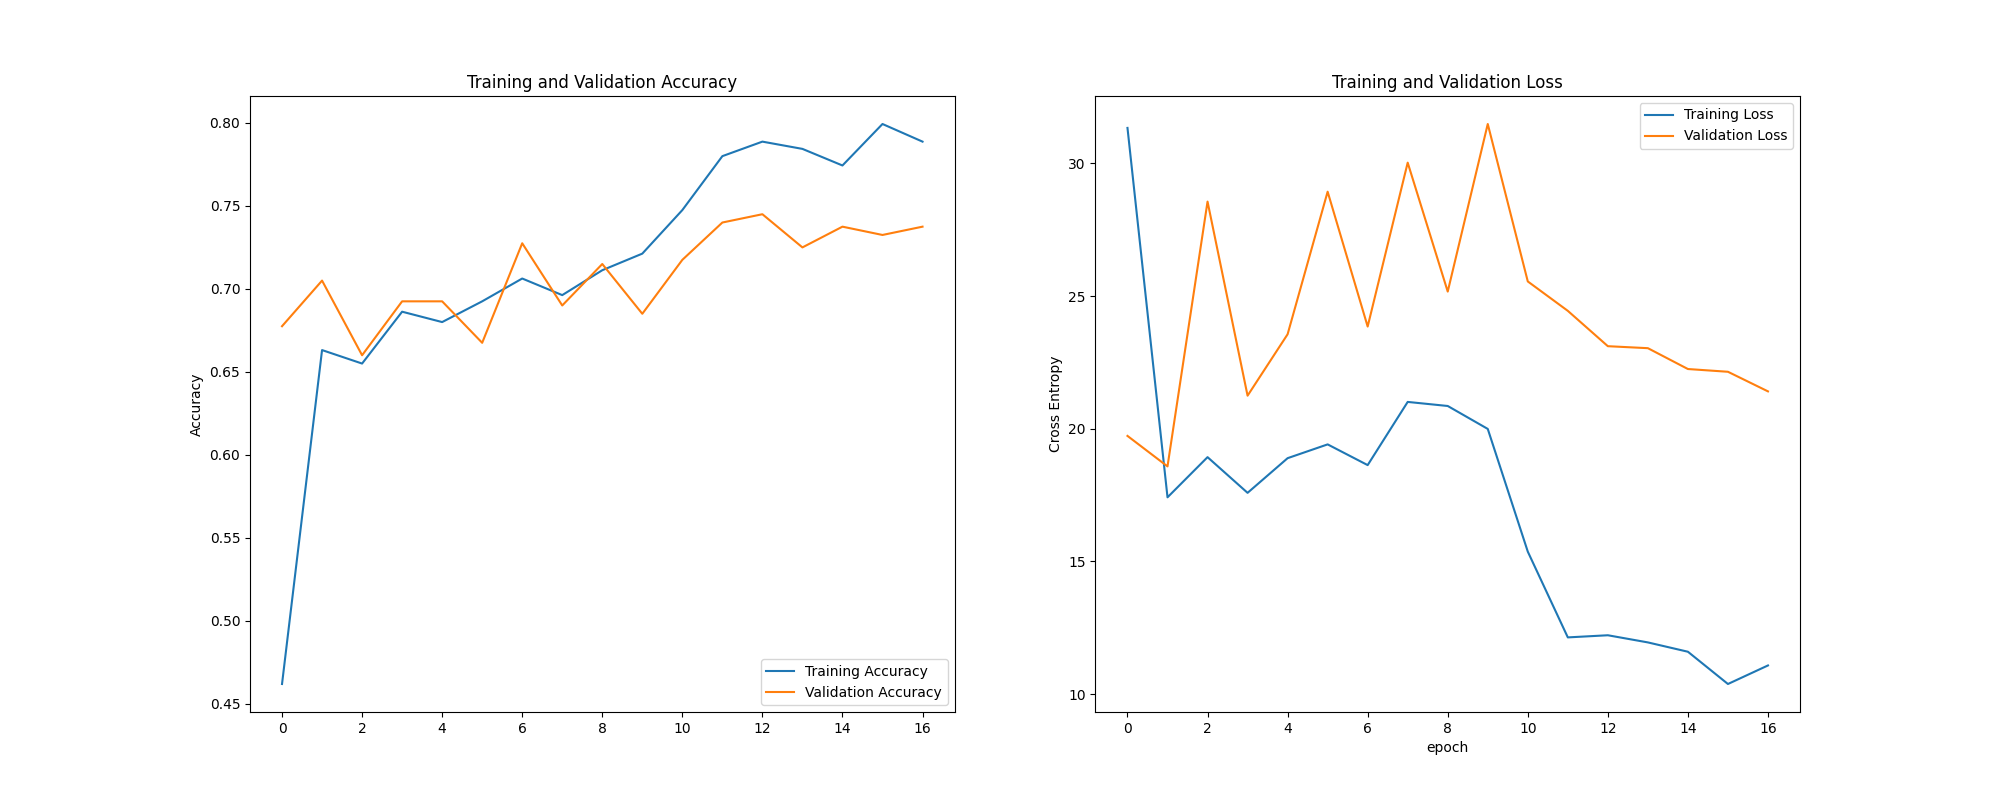 Training and Validation Accuracy
Accuracy
0.80
0.75
0.70
0.65
0.60
0.55
0.50
0.45
0 2 4 6 8 10 12 14 16
Training Accuracy
Validation Accuracy
Training and Validation Loss
Cross Entropy
30
25
20
15
10
0 2 4 6 8 10 12 14 16
epoch
Training Loss
Validation Loss